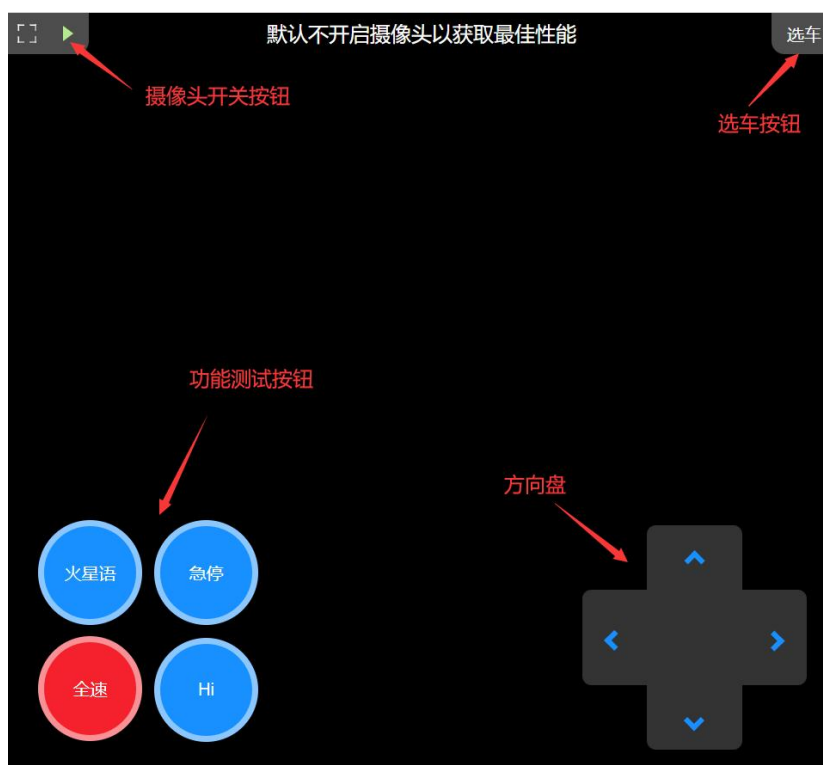 默认不开启摄像头以获取最佳性能
选车
摄像头开关按钮
选车按钮
功能测试按钮
方向盘
火星语
急停
全速
Hi